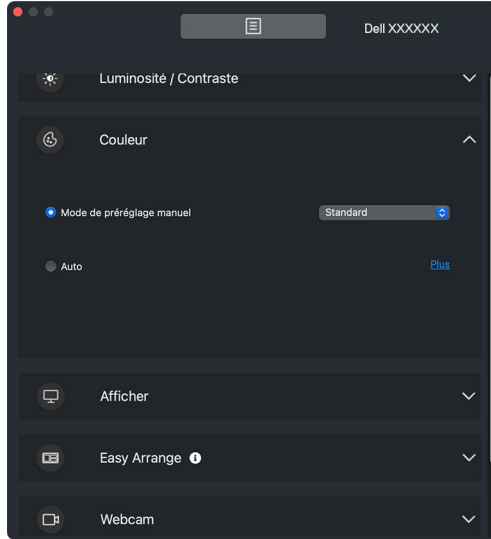 Dell XXXXXX
Luminosité / Contraste
Couleur
Mode de préréglage manuel
Standard
Auto
Plus
Afficher
Easy Arrange
Webcam